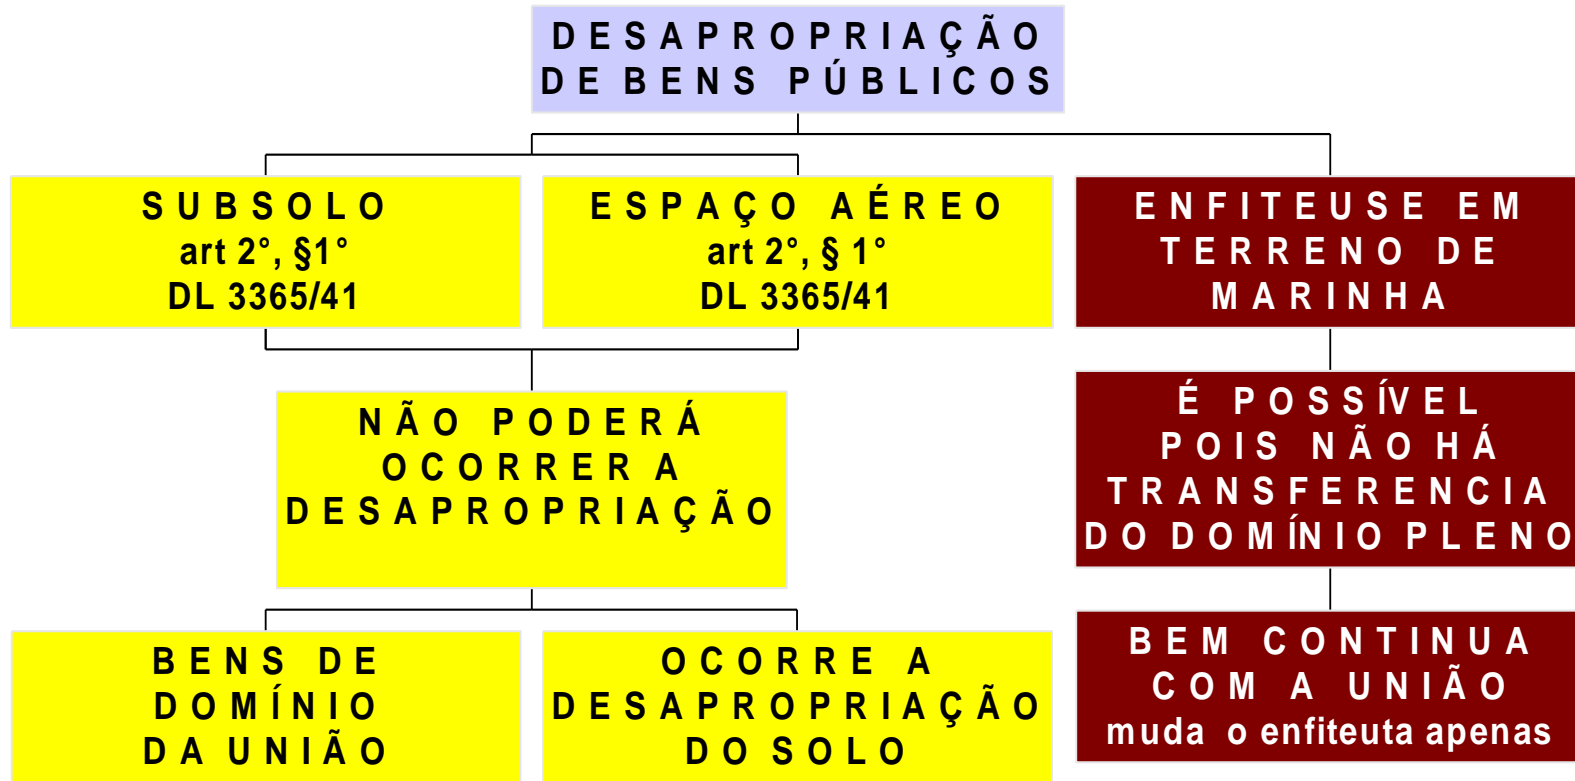 DESAPROPRIAÇÃO
DE BENS PÚBLICOS
SUBSOLO
art 2°, §1°
DL 3365/41
ESPAÇO AÉREO
art 2°, § 1°
DL 3365/41
ENFITEUSE EM
TERRENO DE
MARINHA
NÃO PODERÁ
OCORRER A
DESAPROPRIAÇÃO
É POSSÍVEL
POIS NÃO HÁ
TRANSFERENCIA
DO DOMÍNIO PLENO
BENS DE
DOMÍNIO
DA UNIÃO
OCORRE A
DESAPROPRIAÇÃO
DO SOLO
BEM CONTINUA
COM A UNIÃO
muda o enfiteuta apenas